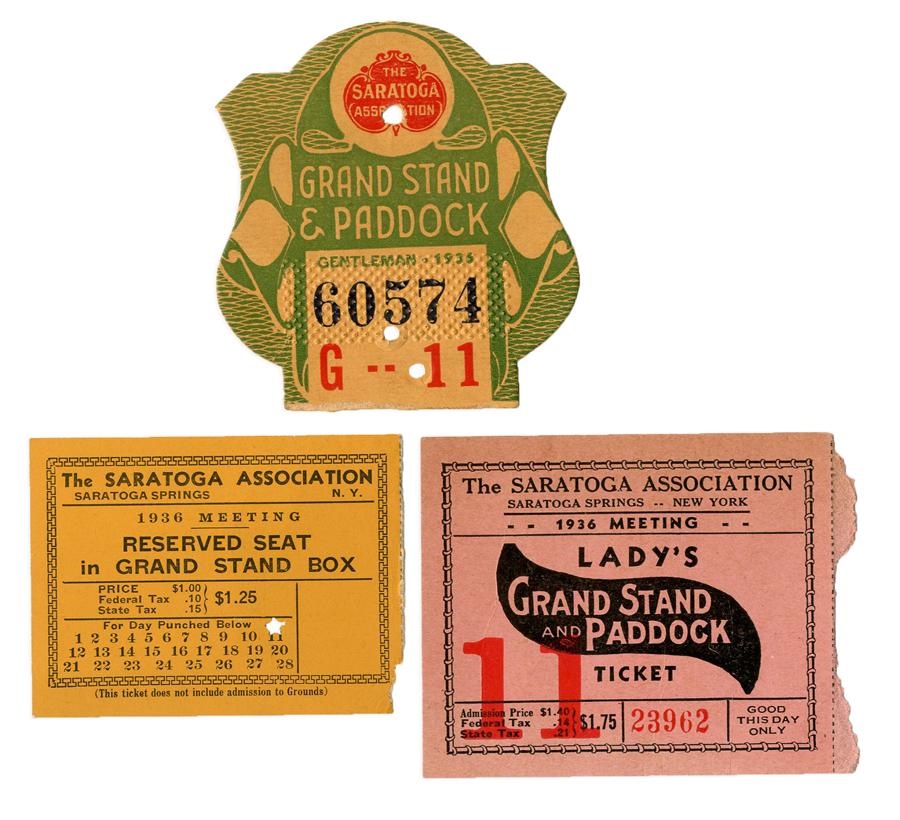 THE
SARATOGA
ASSOCIATION
GRAND STAND
& PADDOCK
GENTLEMAN · 1936
60574
G -- 11
The SARATOGA ASSOCIATION
SARATOGA SPRINGS N. Y.
1936 MEETING
RESERVED SEAT
in GRAND STAND BOX
PRICE $1.00
Federal Tax .10 $1.25
State Tax .15
For Day Punched Below
1 2 3 4 5 6 7 8 9 10 11
12 13 14 15 16 17 18 19 20
21 22 23 24 25 26 27 28
(This ticket does not include admission to Grounds)
The SARATOGA ASSOCIATION
SARATOGA SPRINGS -- NEW YORK
- - 1936 MEETING - -
LADY'S
GRAND STAND
AND PADDOCK
TICKET
11
Admission Price $1.40
Federal Tax .14 $1.75
State Tax .21
23962
GOOD
THIS DAY
ONLY